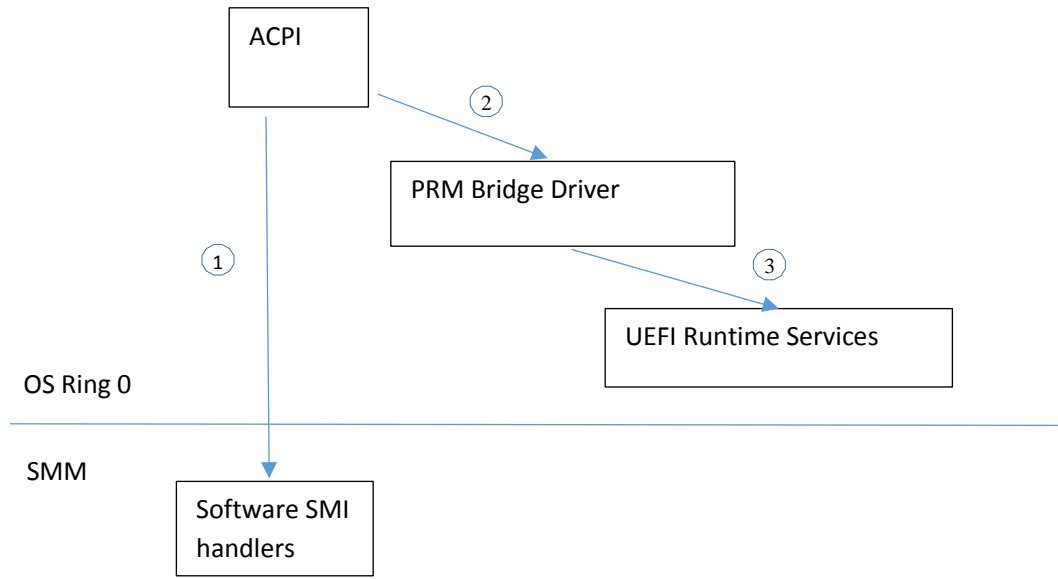 ACPI
2
PRM Bridge Driver
1
3
UEFI Runtime Services
OS Ring 0
SMM
Software SMI
handlers